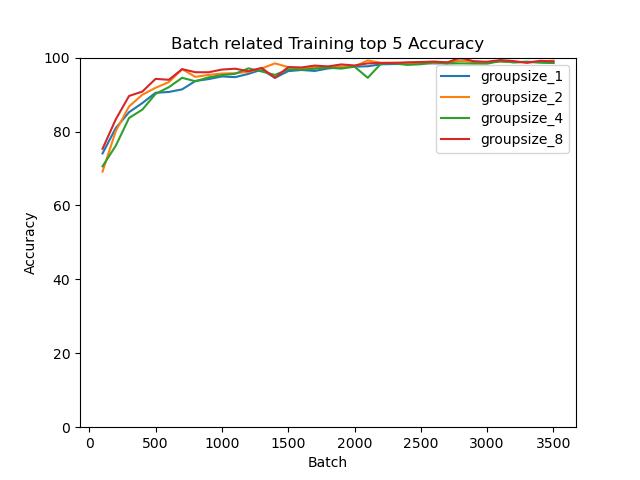 Batch related Training top 5 Accuracy
100
80
60
40
20
0
Accuracy
groupsize_1
groupsize_2
groupsize_4
groupsize_8
0 500 1000 1500 2000 2500 3000 3500
Batch